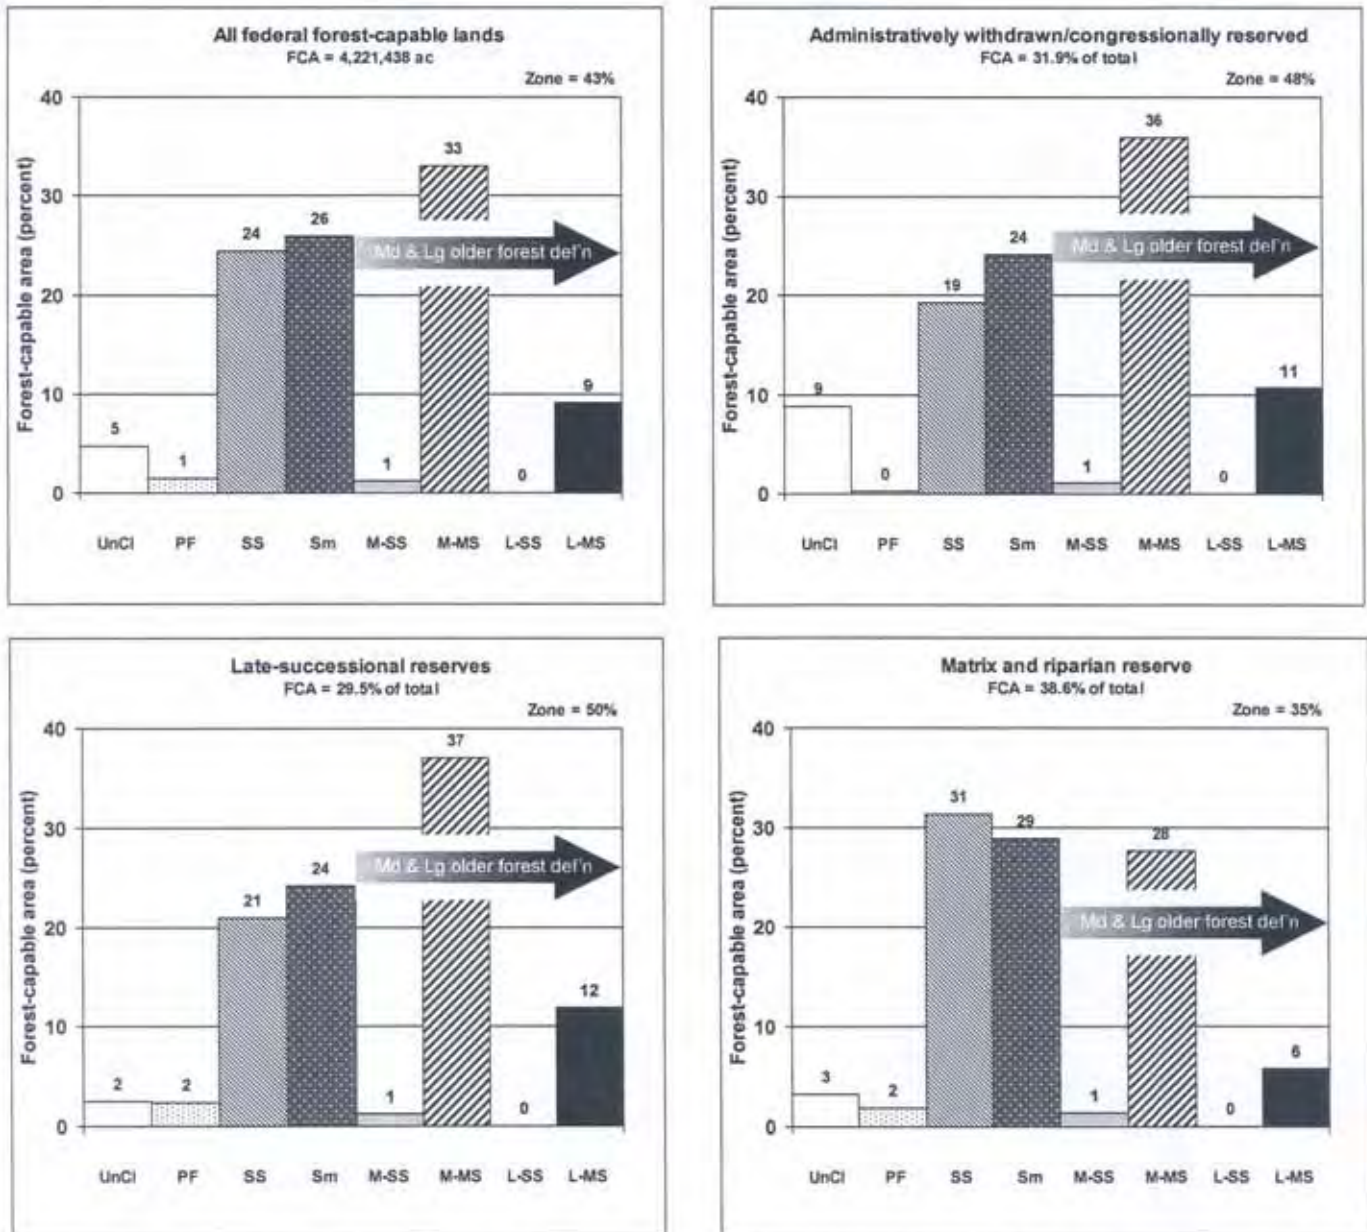 All federal forest-capable lands
FCA = 4,221,438 ac
Zone = 43%
Forest-capable area (percent)
40
30
20
10
0
5
1
24
26
1
33
0
9
Md & Lg older forest def'n
UnCl PF SS Sm M-SS M-MS L-SS L-MS
Administratively withdrawn/congressionally reserved
FCA = 31.9% of total
Zone = 48%
Forest-capable area (percent)
40
30
20
10
0
9
0
19
24
1
36
0
11
Md & Lg older forest def'n
UnCl PF SS Sm M-SS M-MS L-SS L-MS
Late-successional reserves
FCA = 29.5% of total
Zone = 50%
Forest-capable area (percent)
40
30
20
10
0
2
2
21
24
1
37
0
12
Md & Lg older forest def'n
UnCl PF SS Sm M-SS M-MS L-SS L-MS
Matrix and riparian reserve
FCA = 38.6% of total
Zone = 35%
Forest-capable area (percent)
40
30
20
10
0
3
2
31
29
1
28
0
6
Md & Lg older forest def'n
UnCl PF SS Sm M-SS M-MS L-SS L-MS